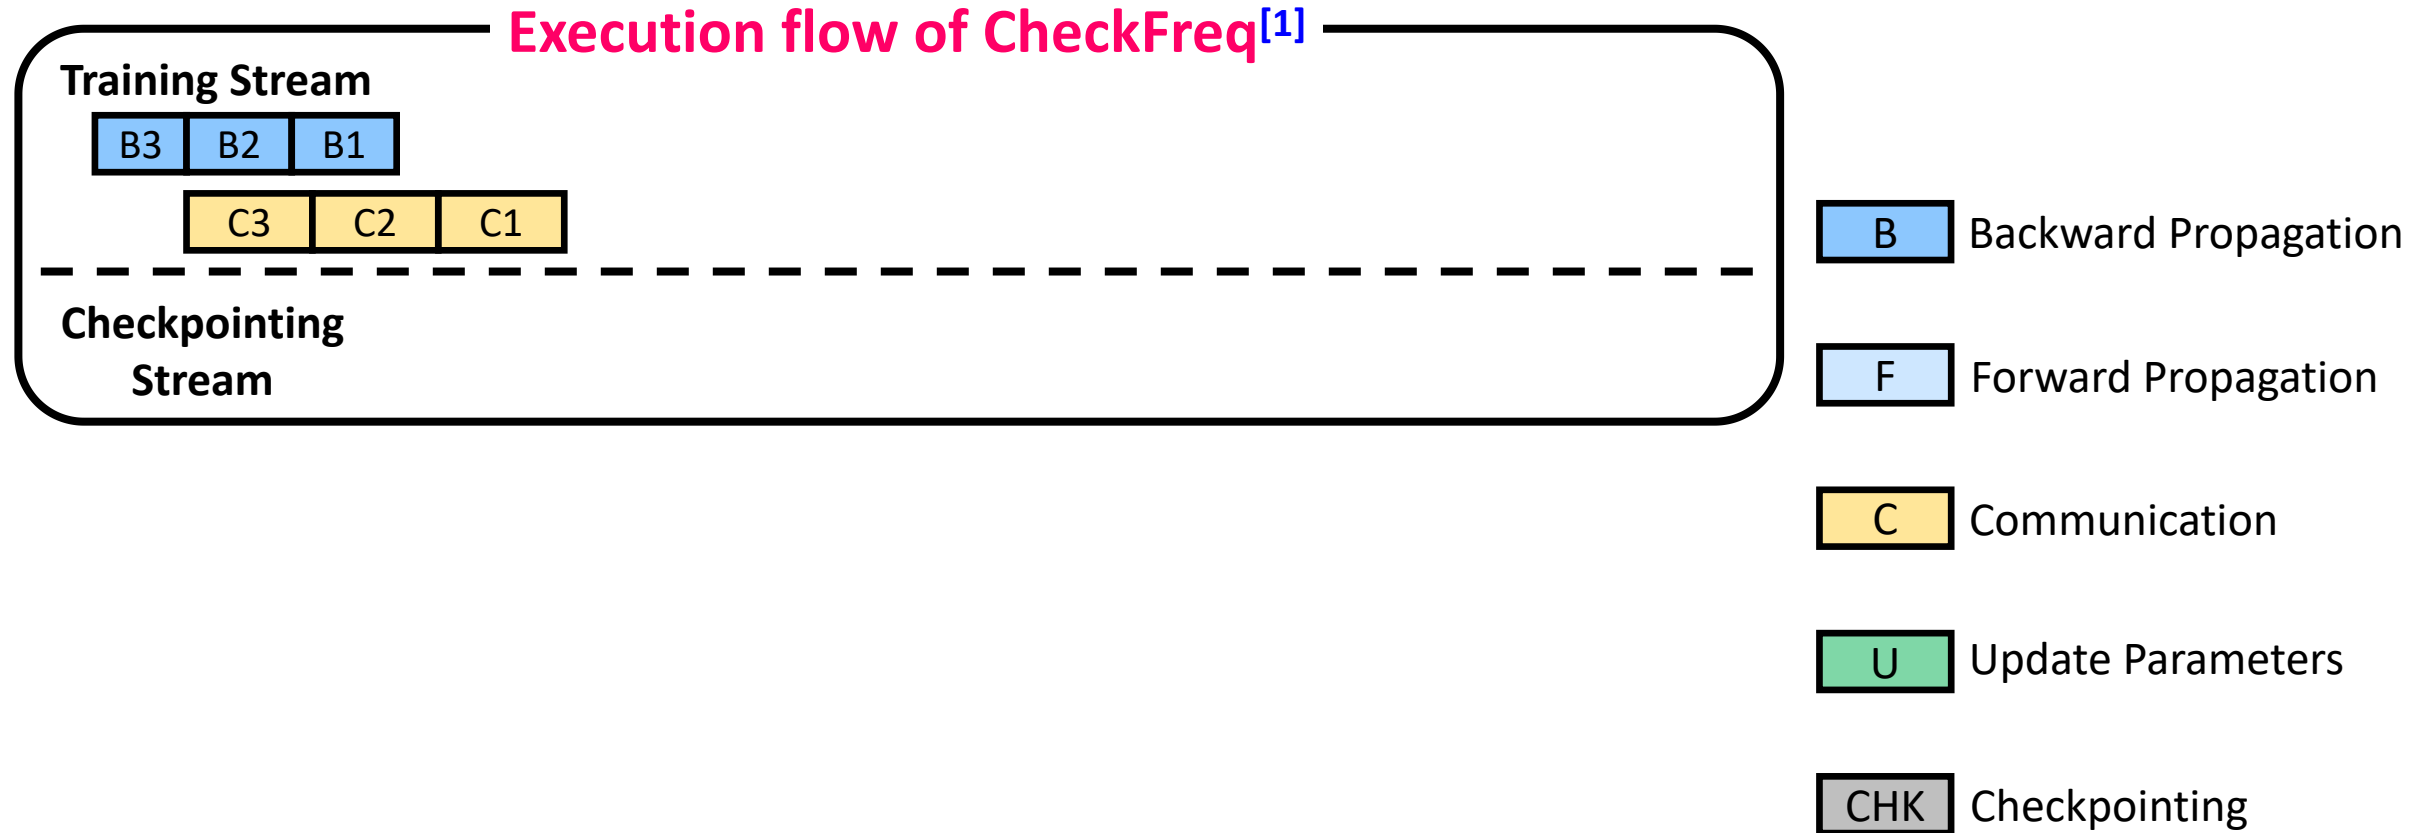 Execution flow of CheckFreq[1]
Training Stream
B3 B2 B1
C3 C2 C1
Checkpointing
Stream
B Backward Propagation
F Forward Propagation
C Communication
U Update Parameters
CHK Checkpointing